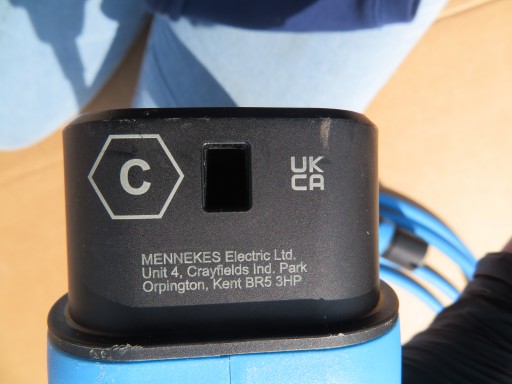 C
UK
CA
MENNEKES Electric Ltd.
Unit 4, Crayfields Ind. Park
Orpington, Kent BR5 3HP